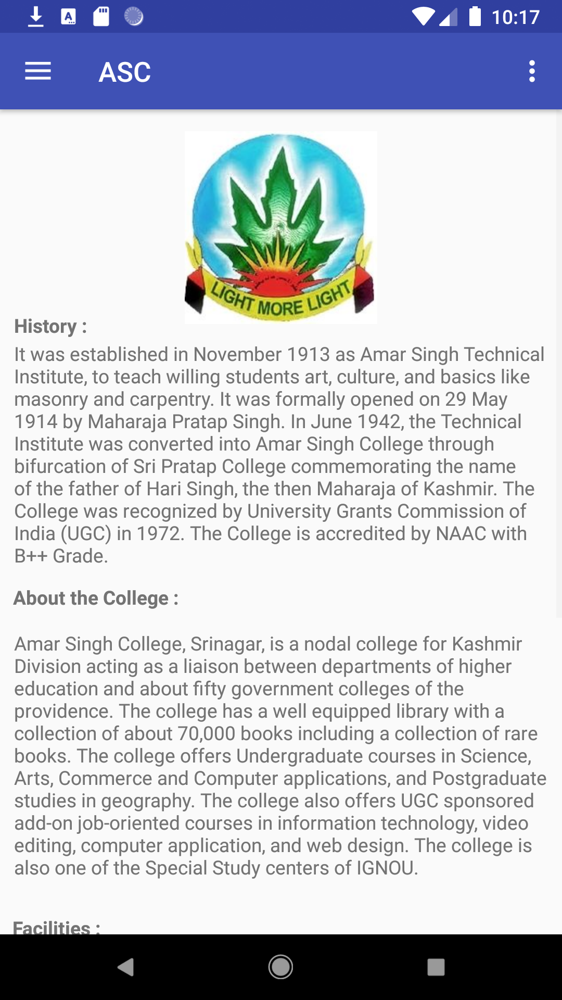 10:17
ASC
LIGHT MORE LIGHT
History :
It was established in November 1913 as Amar Singh Technical
Institute, to teach willing students art, culture, and basics like
masonry and carpentry. It was formally opened on 29 May
1914 by Maharaja Pratap Singh. In June 1942, the Technical
Institute was converted into Amar Singh College through
bifurcation of Sri Pratap College commemorating the name
of the father of Hari Singh, the then Maharaja of Kashmir. The
College was recognized by University Grants Commission of
India (UGC) in 1972. The College is accredited by NAAC with
B++ Grade.
About the College :
Amar Singh College, Srinagar, is a nodal college for Kashmir
Division acting as a liaison between departments of higher
education and about fifty government colleges of the
providence. The college has a well equipped library with a
collection of about 70,000 books including a collection of rare
books. The college offers Undergraduate courses in Science,
Arts, Commerce and Computer applications, and Postgraduate
studies in geography. The college also offers UGC sponsored
add-on job-oriented courses in information technology, video
editing, computer application, and web design. The college is
also one of the Special Study centers of IGNOU.
Facilities :